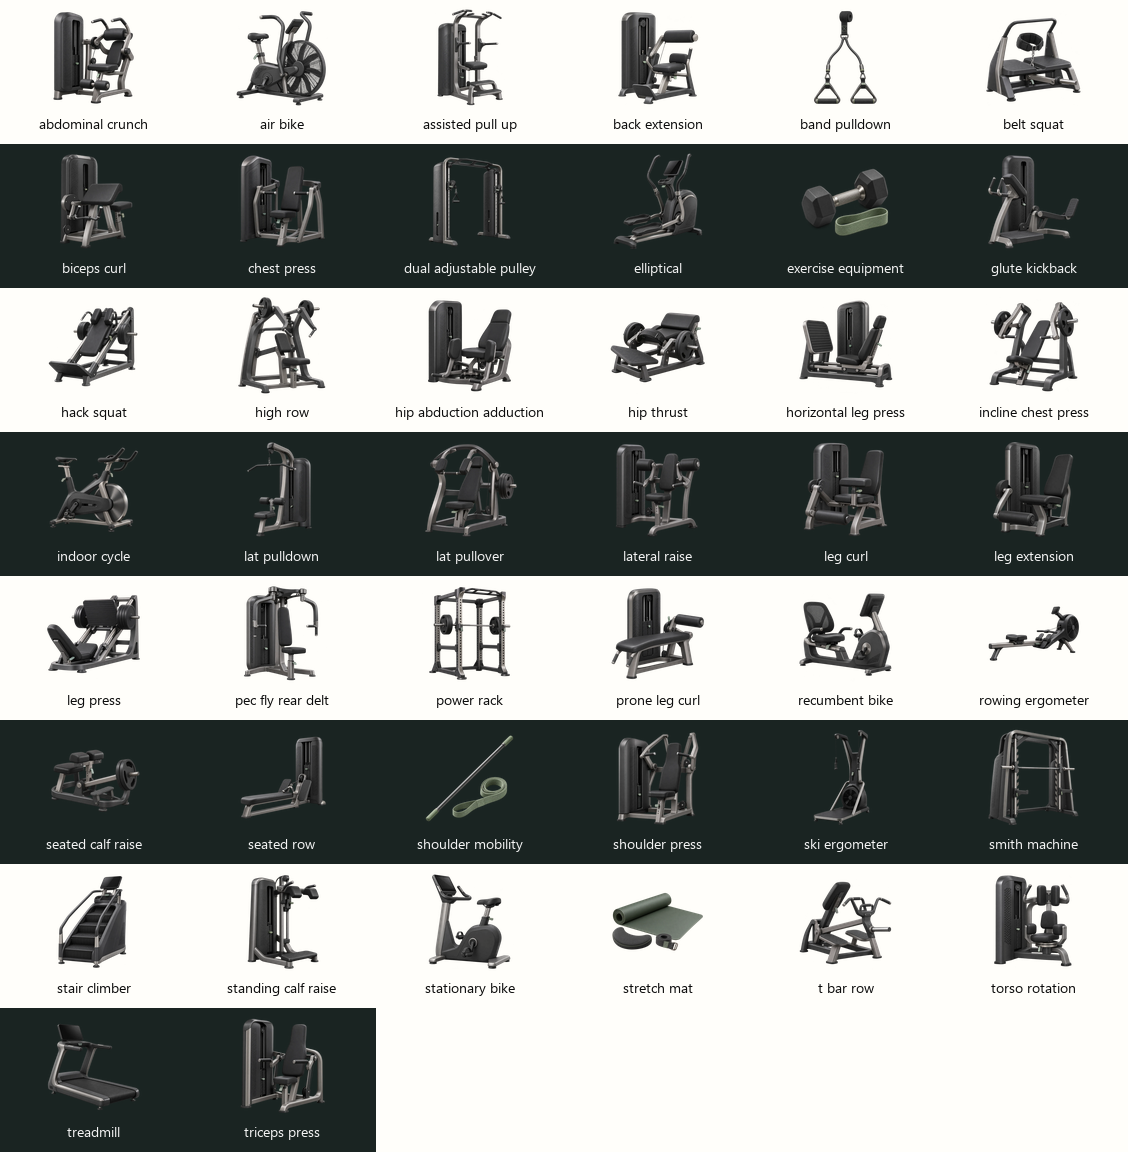 abdominal crunch
air bike
assisted pull up
back extension
band pulldown
belt squat
biceps curl
chest press
dual adjustable pulley
elliptical
exercise equipment
glute kickback
hack squat
high row
hip abduction adduction
hip thrust
horizontal leg press
incline chest press
indoor cycle
lat pulldown
lat pullover
lateral raise
leg curl
leg extension
leg press
pec fly rear delt
power rack
prone leg curl
recumbent bike
rowing ergometer
seated calf raise
seated row
shoulder mobility
shoulder press
ski ergometer
smith machine
stair climber
standing calf raise
stationary bike
stretch mat
t bar row
torso rotation
treadmill
triceps press